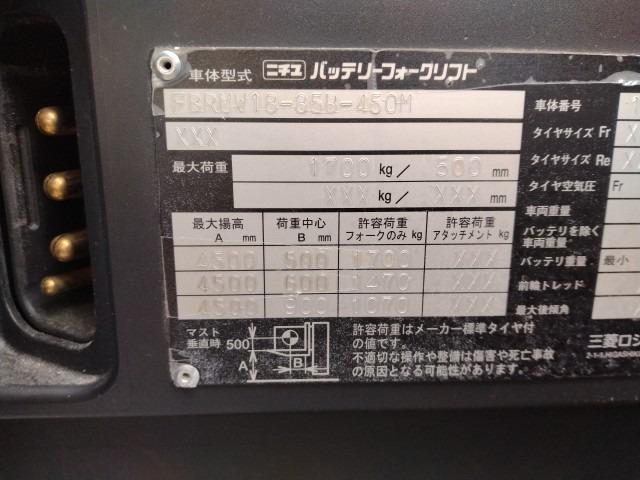 車体型式 ニチユ バッテリーフォークリフト
FBRMW18-85B-450M
XXX
最大荷重 1700 kg/ 500 mm
XXX kg/ XXX mm
最大揚高 A mm 荷重中心 B mm 許容荷重 フォークのみ kg 許容荷重 アタッチメント kg
4500 500 1700 XXX
4500 600 1470 XXX
4500 900 1070 XXX
マスト垂直時 500 A B
許容荷重はメーカー標準タイヤ付
の値です。
不適切な操作や整備は傷害や死亡事故
の原因となる可能性があります。
車体番号
タイヤサイズ Fr X
タイヤサイズ Re X
タイヤ空気圧 Fr
車両重量
バッテリを除く
車両重量
バッテリ重量 最小
前輪トレッド
最大後傾角
三菱ロジ